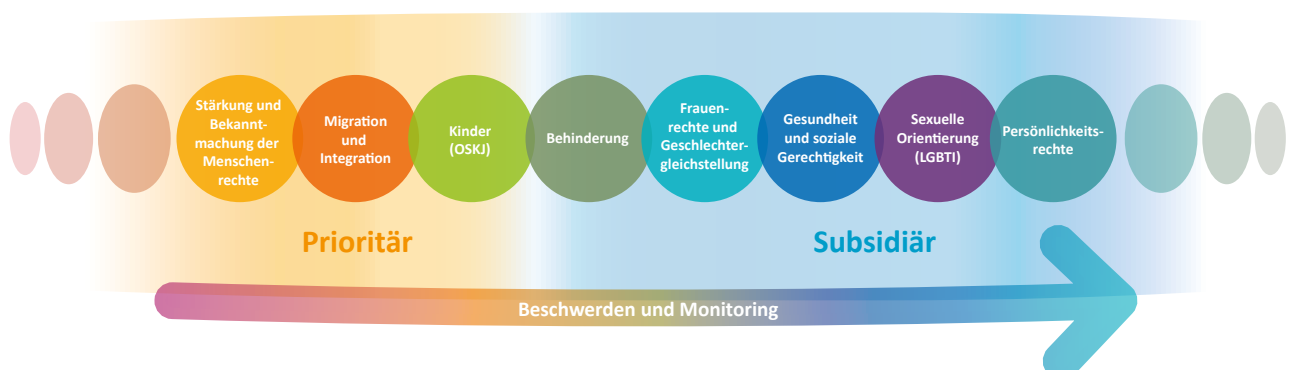 Stärkung und
Bekannt-
machung der
Menschen-
rechte
Migration
und
Integration
Kinder
(OSKJ)
Behinderung
Frauen-
rechte und
Geschlechter-
gleichstellung
Gesundheit
und soziale
Gerechtigkeit
Sexuelle
Orientierung
(LGBTI)
Persönlichkeits-
rechte
Prioritär
Subsidiär
Beschwerden und Monitoring